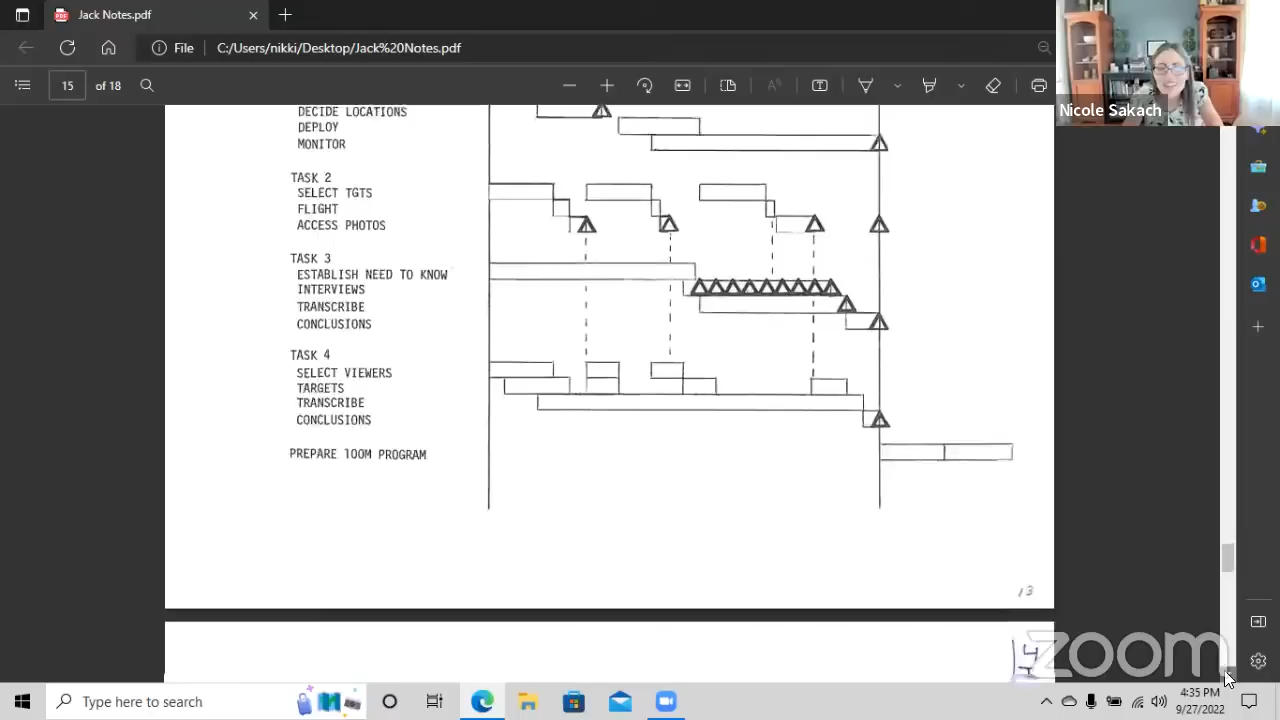 Jack Notes.pdf
File C:/Users/nikki/Desktop/Jack%20Notes.pdf
15 of 18
Nicole Sakach
DECIDE LOCATIONS
DEPLOY
MONITOR
TASK 2
SELECT TGTS
FLIGHT
ACCESS PHOTOS
TASK 3
ESTABLISH NEED TO KNOW
INTERVIEWS
TRANSCRIBE
CONCLUSIONS
TASK 4
SELECT VIEWERS
TARGETS
TRANSCRIBE
CONCLUSIONS
PREPARE 100M PROGRAM
13
14
zoom
Type here to search
4:35 PM
9/27/2022